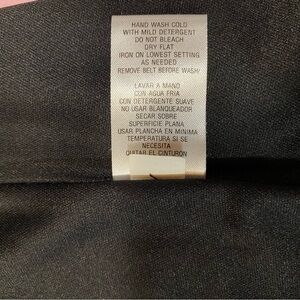 HAND WASH COLD
WITH MILD DETERGENT
DO NOT BLEACH
DRY FLAT
IRON ON LOWEST SETTING
AS NEEDED
REMOVE BELT BEFORE WASH/
LAVAR A MANO
CON AGUA FRIA
CON DETERGENTE SUAVE
NO USAR BLANQUEADOR
SECAR SOBRE
SUPERFICIE PLANA
USAR PLANCHA EN MINIMA
TEMPERATURA SI SE
NECESITA
QUITAR EL CINTURON